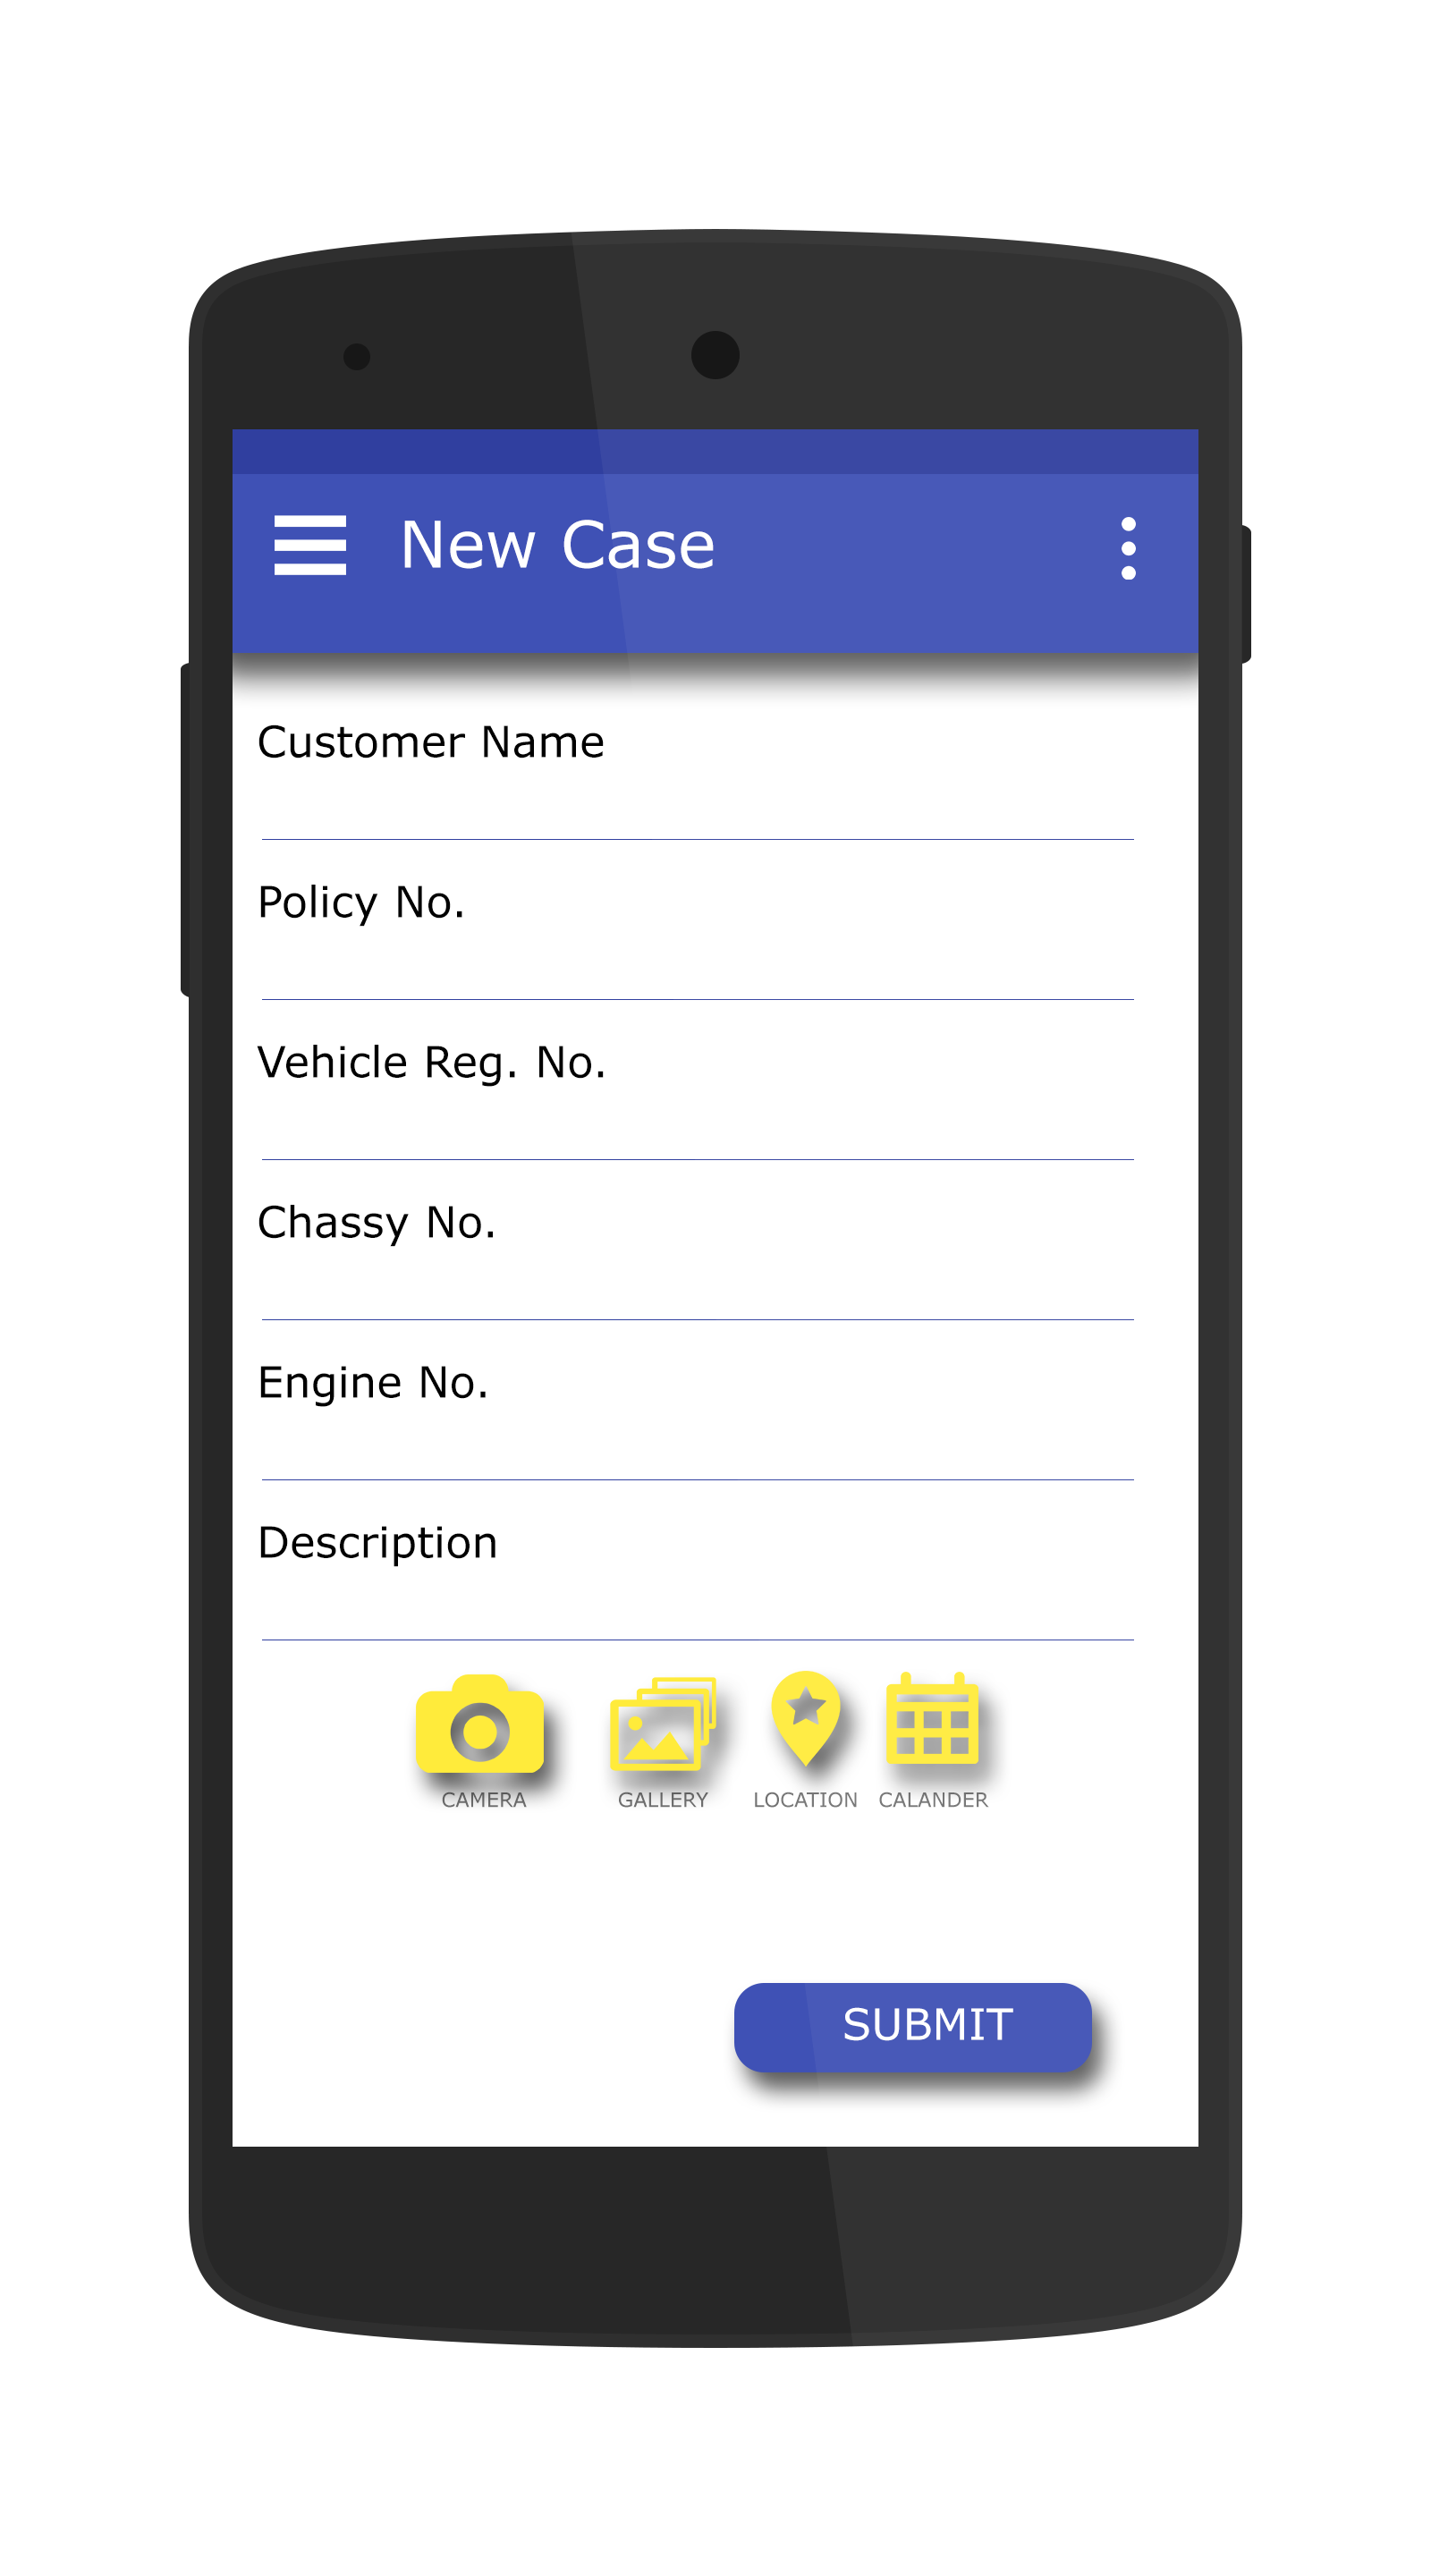 New Case
Customer Name
Policy No.
Vehicle Reg. No.
Chassy No.
Engine No.
Description
CAMERA GALLERY LOCATION CALANDER
SUBMIT